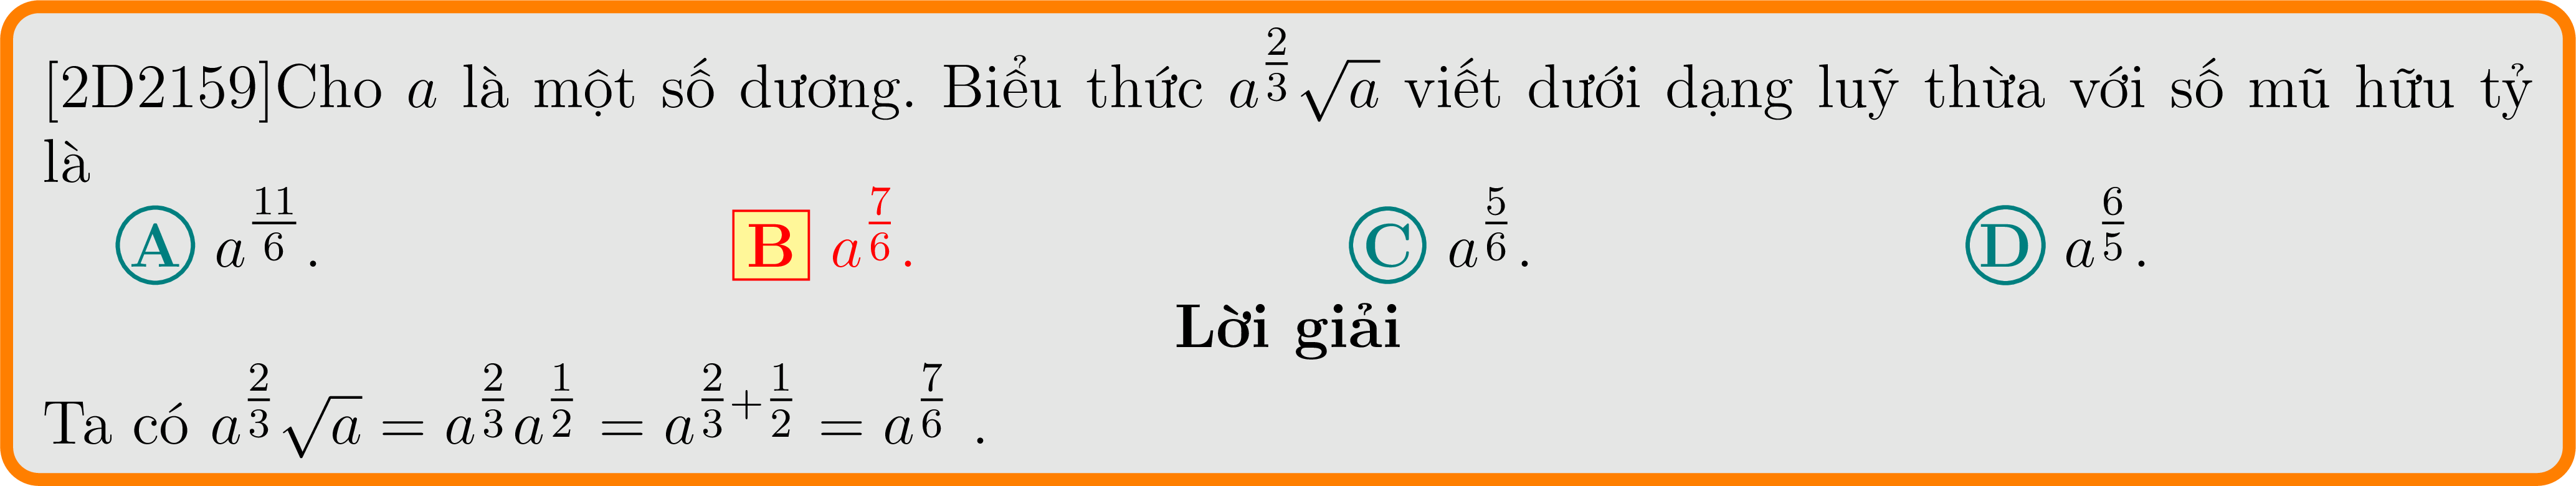 [2D2159]Cho a là một số dương. Biểu thức a^{\frac{2}{3}}\sqrt{a} viết dưới dạng luỹ thừa với số mũ hữu tỷ
là
A a^{\frac{11}{6}}. B a^{\frac{7}{6}}. C a^{\frac{5}{6}}. D a^{\frac{6}{5}}.
Lời giải
Ta có a^{\frac{2}{3}}\sqrt{a} = a^{\frac{2}{3}}a^{\frac{1}{2}} = a^{\frac{2}{3}+\frac{1}{2}} = a^{\frac{7}{6}} .